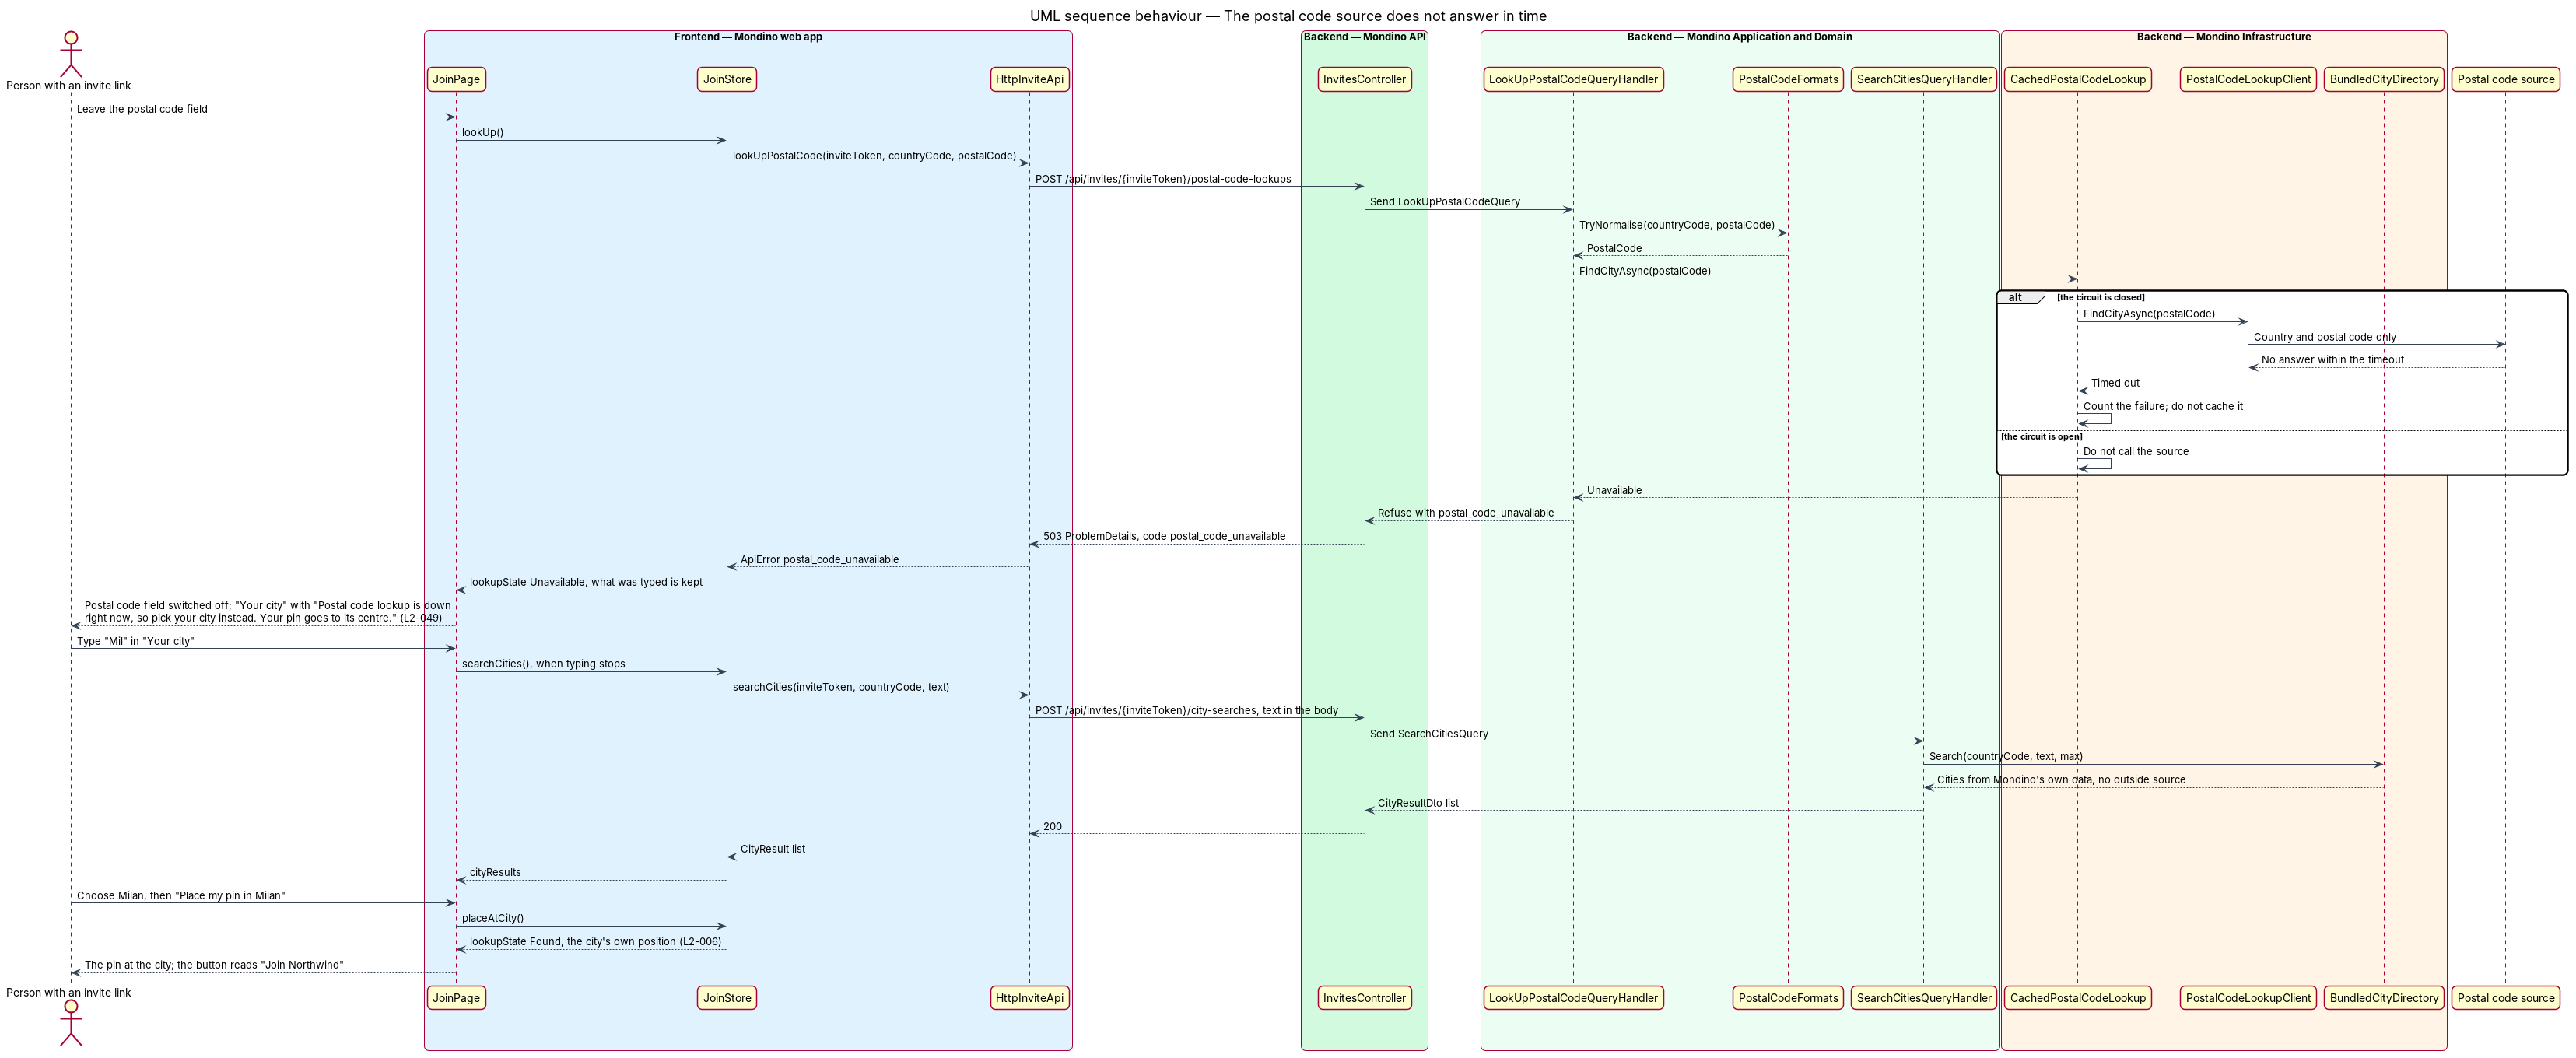 UML sequence behaviour — The postal code source does not answer in time
Frontend — Mondino web app
Backend — Mondino API
Backend — Mondino Application and Domain
Backend — Mondino Infrastructure
Person with an invite link
JoinPage
JoinStore
HttpInviteApi
InvitesController
LookUpPostalCodeQueryHandler
PostalCodeFormats
SearchCitiesQueryHandler
CachedPostalCodeLookup
PostalCodeLookupClient
BundledCityDirectory
Postal code source
Leave the postal code field
lookUp()
lookUpPostalCode(inviteToken, countryCode, postalCode)
POST /api/invites/{inviteToken}/postal-code-lookups
Send LookUpPostalCodeQuery
TryNormalise(countryCode, postalCode)
PostalCode
FindCityAsync(postalCode)
alt
[the circuit is closed]
FindCityAsync(postalCode)
Country and postal code only
No answer within the timeout
Timed out
Count the failure; do not cache it
[the circuit is open]
Do not call the source
Unavailable
Refuse with postal_code_unavailable
503 ProblemDetails, code postal_code_unavailable
ApiError postal_code_unavailable
lookupState Unavailable, what was typed is kept
Postal code field switched off; "Your city" with "Postal code lookup is down
right now, so pick your city instead. Your pin goes to its centre." (L2-049)
Type "Mil" in "Your city"
searchCities(), when typing stops
searchCities(inviteToken, countryCode, text)
POST /api/invites/{inviteToken}/city-searches, text in the body
Send SearchCitiesQuery
Search(countryCode, text, max)
Cities from Mondino's own data, no outside source
CityResultDto list
200
CityResult list
cityResults
Choose Milan, then "Place my pin in Milan"
placeAtCity()
lookupState Found, the city's own position (L2-006)
The pin at the city; the button reads "Join Northwind"
Person with an invite link
JoinPage
JoinStore
HttpInviteApi
InvitesController
LookUpPostalCodeQueryHandler
PostalCodeFormats
SearchCitiesQueryHandler
CachedPostalCodeLookup
PostalCodeLookupClient
BundledCityDirectory
Postal code source